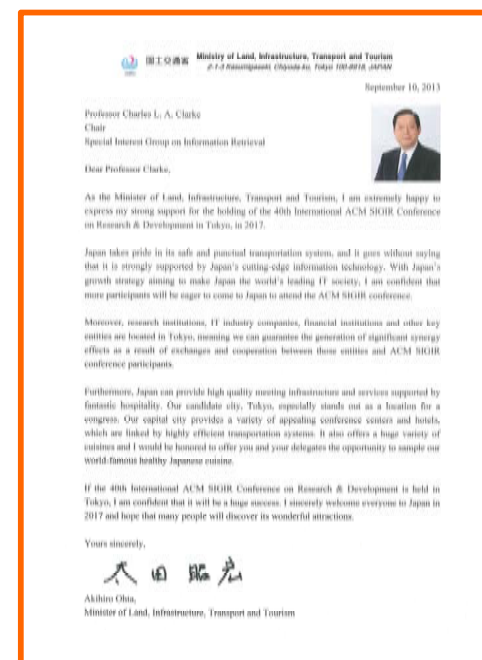 国土交通省 Ministry of Land, Infrastructure, Transport and Tourism
2-1-3 Kasumigaseki, Chiyoda-ku, Tokyo 100-8918, JAPAN
September 10, 2013
Professor Charles L. A. Clarke
Chair
Special Interest Group on Information Retrieval
Dear Professor Clarke,
As the Minister of Land, Infrastructure, Transport and Tourism, I am extremely happy to
express my strong support for the holding of the 40th International ACM SIGIR Conference
on Research & Development in Tokyo, in 2017.
Japan takes pride in its safe and punctual transportation system, and it goes without saying
that it is strongly supported by Japan's cutting-edge information technology. With Japan's
growth strategy aiming to make Japan the world's leading IT society, I am confident that
more participants will be eager to come to Japan to attend the ACM SIGIR conference.
Moreover, research institutions, IT industry companies, financial institutions and other key
entities are located in Tokyo, meaning we can guarantee the generation of significant synergy
effects as a result of exchanges and cooperation between those entities and ACM SIGIR
conference participants.
Furthermore, Japan can provide high quality meeting infrastructure and services supported by
fantastic hospitality. Our candidate city, Tokyo, especially stands out as a location for a
congress. Our capital city provides a variety of appealing conference centers and hotels,
which are linked by highly efficient transportation systems. It also offers a huge variety of
cuisines and I would be honored to offer you and your delegates the opportunity to sample our
world-famous healthy Japanese cuisine.
If the 40th International ACM SIGIR Conference on Research & Development is held in
Tokyo, I am confident that it will be a huge success. I sincerely welcome everyone to Japan in
2017 and hope that many people will discover its wonderful attractions.
Yours sincerely,
太田昭宏
Akihiro Ohta,
Minister of Land, Infrastructure, Transport and Tourism